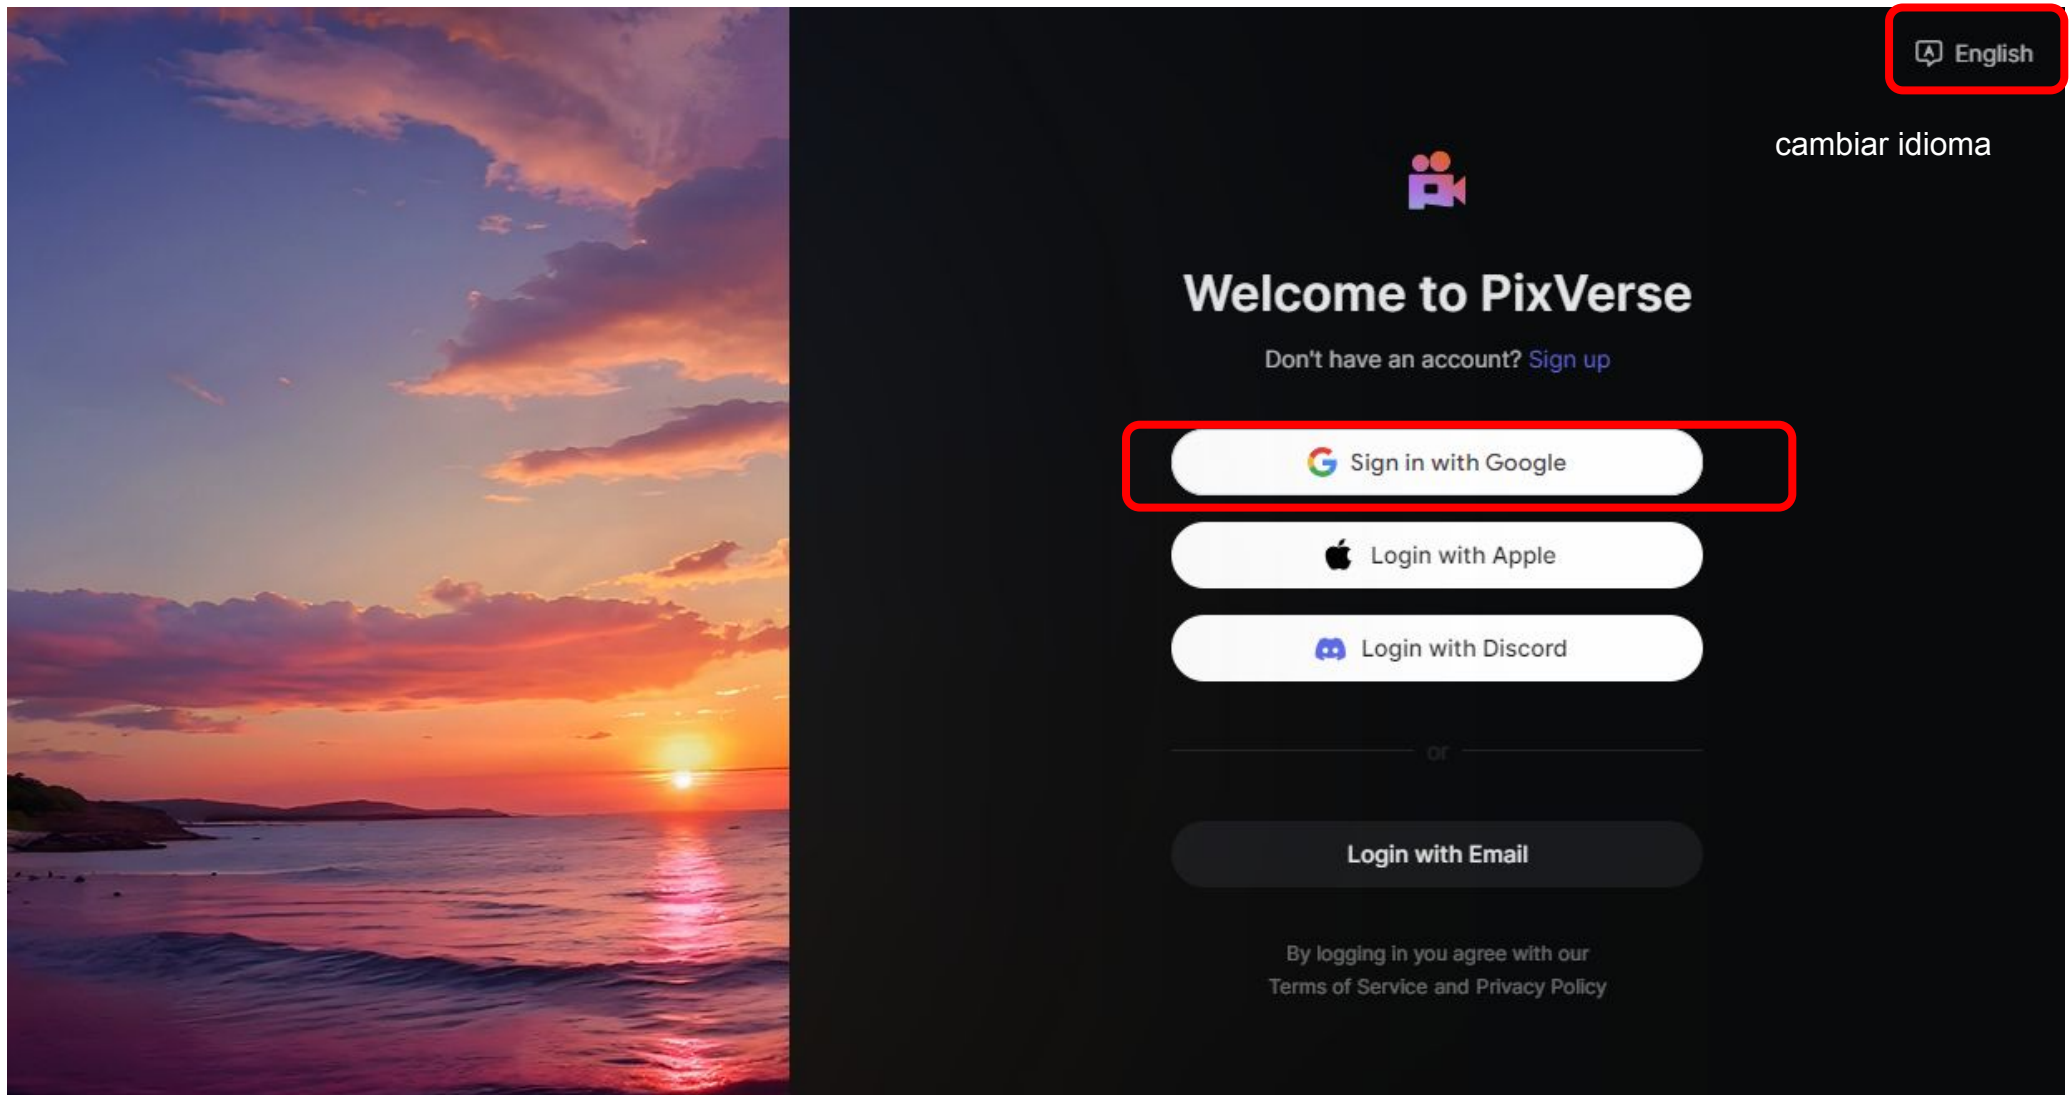 English
cambiar idioma
Welcome to PixVerse
Don't have an account? Sign up
Sign in with Google
Login with Apple
Login with Discord
or
Login with Email
By logging in you agree with our
Terms of Service and Privacy Policy